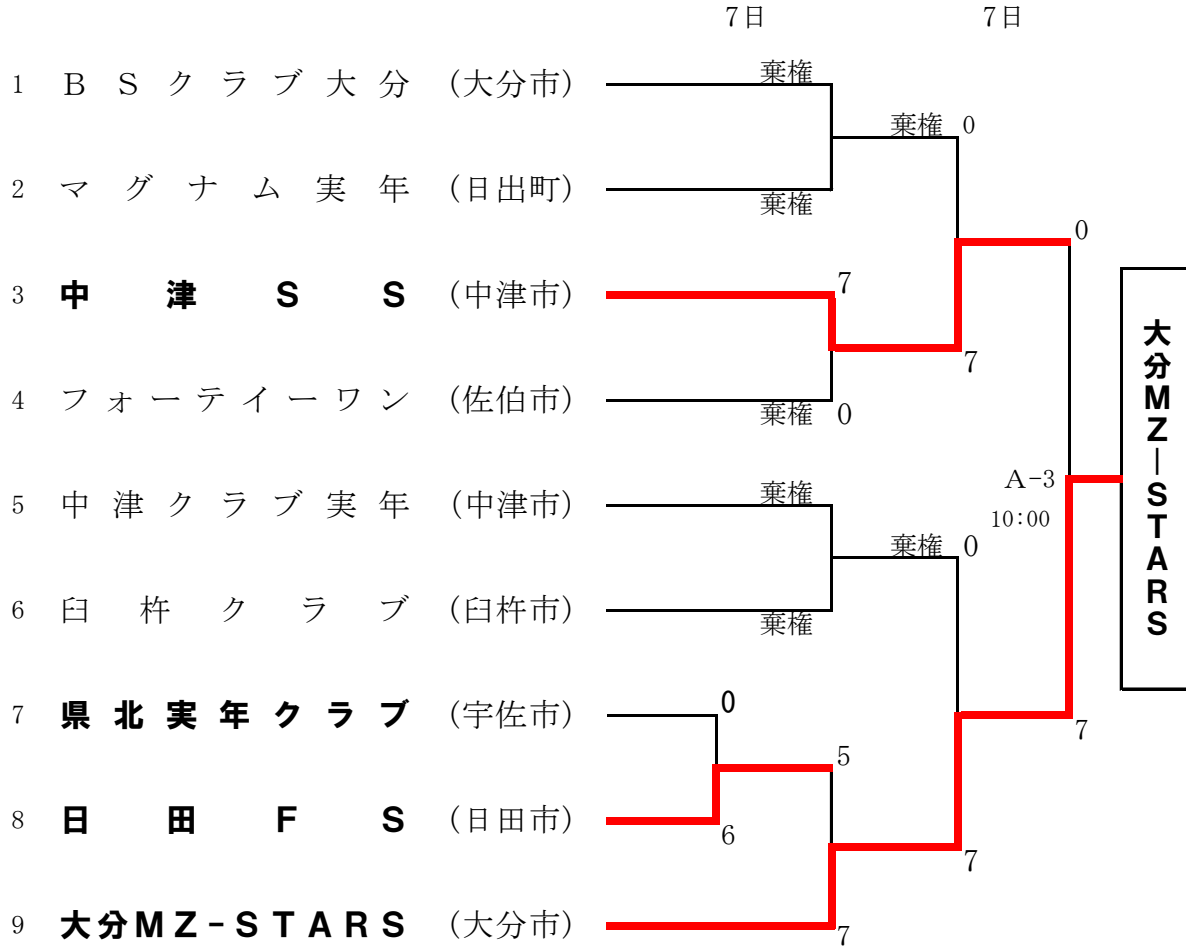 7日 7日
1 BSクラブ大分 (大分市) 棄権
棄権 0
2 マグナム実年 (日出町) 棄権
0
3 中津SS (中津市) 7
7
4 フォーテイーワン (佐伯市) 棄権 0
A-3
10:00
大分MZ-STARS
5 中津クラブ実年 (中津市) 棄権
棄権 0
6 臼杵クラブ (臼杵市) 棄権
7 県北実年クラブ (宇佐市) 0
7
5
8 日田FS (日田市) 6
7
9 大分MZ-STARS (大分市) 7